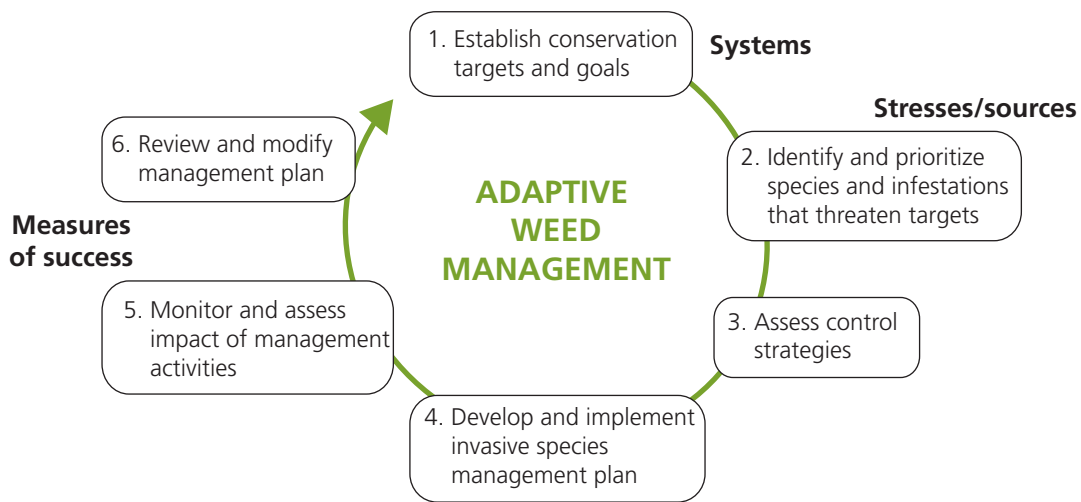 1. Establish conservation
targets and goals
Systems
Stresses/sources
2. Identify and prioritize
species and infestations
that threaten targets
3. Assess control
strategies
4. Develop and implement
invasive species
management plan
5. Monitor and assess
impact of management
activities
Measures
of success
6. Review and modify
management plan
ADAPTIVE
WEED
MANAGEMENT